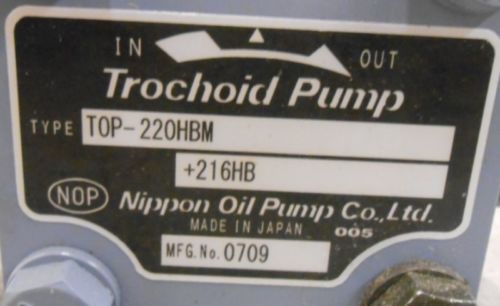 IN OUT
Trochoid Pump
TYPE TOP-220HBM
+216HB
NOP Nippon Oil Pump Co.,Ltd.
MADE IN JAPAN 005
MFG.No. 0709